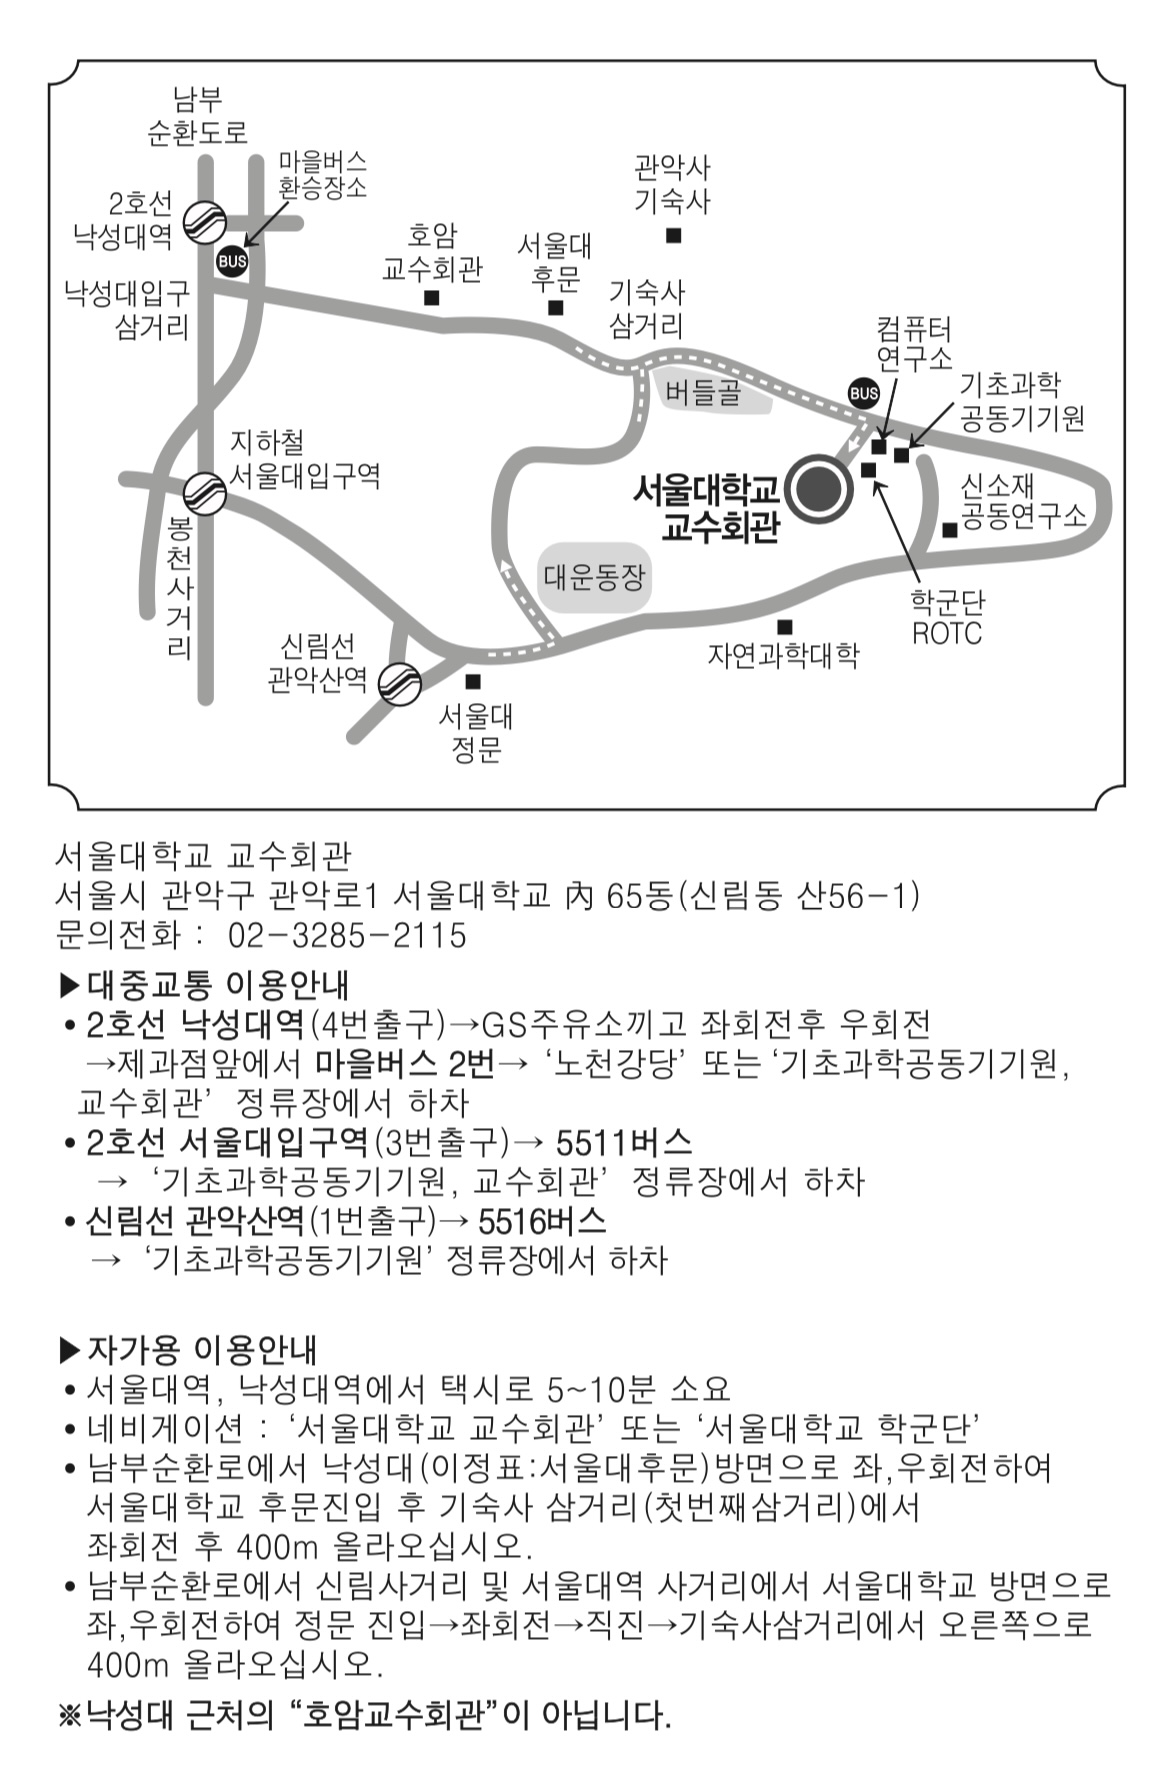 남부
순환도로
마을버스
환승장소
2호선
낙성대역
BUS
낙성대입구
삼거리
호암
교수회관
서울대
후문
관악사
기숙사
기숙사
삼거리
버들골
컴퓨터
연구소
BUS
기초과학
공동기기원
지하철
서울대입구역
서울대학교
교수회관
신소재
공동연구소
봉
천
사
거
리
대운동장
학군단
ROTC
신림선
관악산역
자연과학대학
서울대
정문
서울대학교 교수회관
서울시 관악구 관악로1 서울대학교 內 65동(신림동 산56-1)
문의전화 : 02-3285-2115
▶대중교통 이용안내
• 2호선 낙성대역(4번출구)→GS주유소끼고 좌회전후 우회전
→제과점앞에서 마을버스 2번→ ‘노천강당’ 또는 ‘기초과학공동기기원,
교수회관’ 정류장에서 하차
• 2호선 서울대입구역(3번출구)→ 5511버스
→ ‘기초과학공동기기원, 교수회관’ 정류장에서 하차
• 신림선 관악산역(1번출구)→ 5516버스
→ ‘기초과학공동기기원’ 정류장에서 하차
▶자가용 이용안내
• 서울대역, 낙성대역에서 택시로 5~10분 소요
• 네비게이션 : ‘서울대학교 교수회관’ 또는 ‘서울대학교 학군단’
• 남부순환로에서 낙성대(이정표:서울대후문)방면으로 좌,우회전하여
서울대학교 후문진입 후 기숙사 삼거리(첫번째삼거리)에서
좌회전 후 400m 올라오십시오.
• 남부순환로에서 신림사거리 및 서울대역 사거리에서 서울대학교 방면으로
좌,우회전하여 정문 진입→좌회전→직진→기숙사삼거리에서 오른쪽으로
400m 올라오십시오.
※낙성대 근처의 “호암교수회관”이 아닙니다.